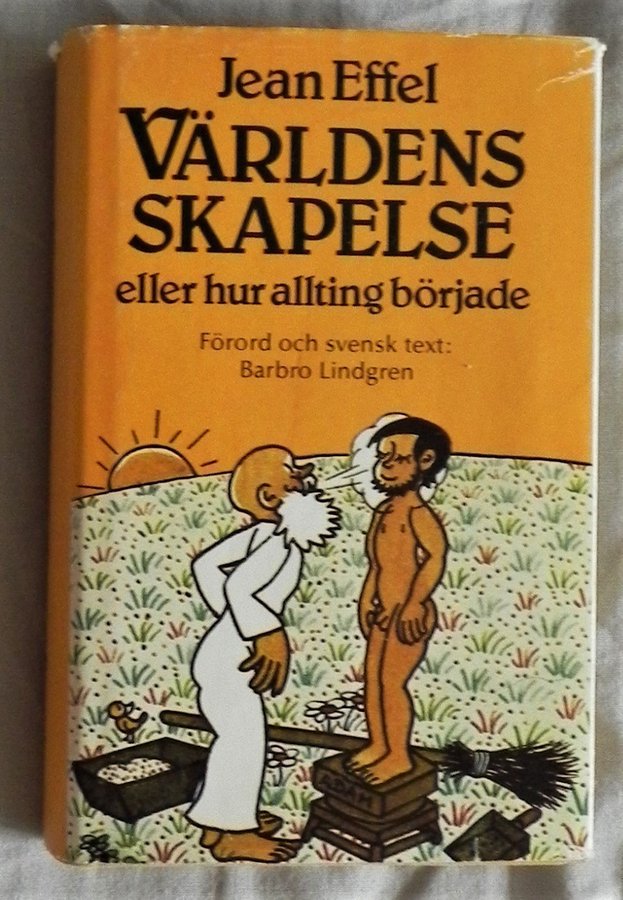 Jean Effel
VÄRLDENS
SKAPELSE
eller hur allting började
Förord och svensk text:
Barbro Lindgren
ADAM